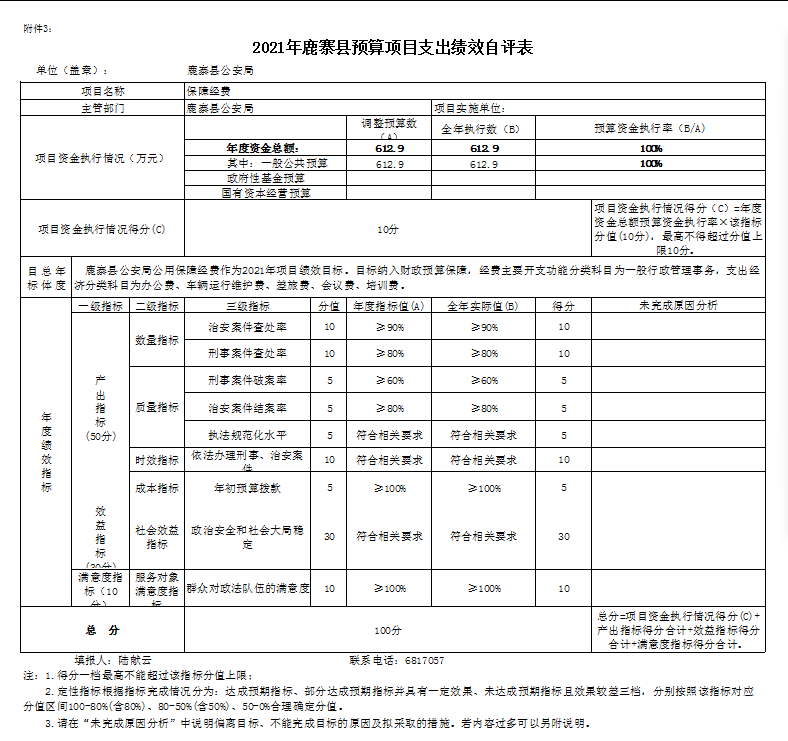 附件3：
2021年鹿寨县预算项目支出绩效自评表
单位（盖章）： 鹿寨县公安局
项目名称 保障经费
主管部门 鹿寨县公安局 项目实施单位：
项目资金执行情况（万元） 调整预算数（A） 全年执行数（B） 预算资金执行率（B/A）
年度资金总额： 612.9 612.9 100%
其中：一般公共预算 612.9 612.9 100%
政府性基金预算
国有资本经营预算
项目资金执行情况得分(C) 10分
项目资金执行情况得分（C）=年度
资金总额预算资金执行率×该指标
分值(10分)，最高不得超过分值上
限10分。
目总年
标体度
鹿寨县公安局公用保障经费作为2021年项目绩效目标。目标纳入财政预算保障，经费主要开支功能分类科目为一般行政管理事务，支出经
济分类科目为办公费、车辆运行维护费、差旅费、会议费、培训费。
年度绩效指标
一级指标 二级指标 三级指标 分值 年度指标值(A) 全年实际值(B) 得分 未完成原因分析
产出指标(50分)
数量指标 治安案件查处率 10 ≥90% ≥90% 10
刑事案件查处率 10 ≥80% ≥80% 10
质量指标 刑事案件破案率 5 ≥60% ≥60% 5
治安案件结案率 5 ≥80% ≥80% 5
执法规范化水平 5 符合相关要求 符合相关要求 5
时效指标 依法办理刑事、治安案件 10 符合相关要求 符合相关要求 10
成本指标 年初预算拨款 5 ≥100% ≥100% 5
效益指标(30分)
社会效益指标 政治安全和社会大局稳定 30 符合相关要求 符合相关要求 30
满意度指标（10分） 服务对象满意度指标 群众对政法队伍的满意度 10 ≥100% ≥100% 10
总 分 100分
总分=项目资金执行情况得分(C)+
产出指标得分合计+效益指标得分
合计+满意度指标得分合计。
填报人：陆献云 联系电话：6817057
注：1.得分一档最高不能超过该指标分值上限；
2.定性指标根据指标完成情况分为：达成预期指标、部分达成预期指标并具有一定效果、未达成预期指标且效果较差三档，分别按照该指标对应
分值区间100-80%(含80%)、80-50%(含50%)、50-0%合理确定分值。
3.请在“未完成原因分析”中说明偏离目标、不能完成目标的原因及拟采取的措施。若内容过多可以另附说明。